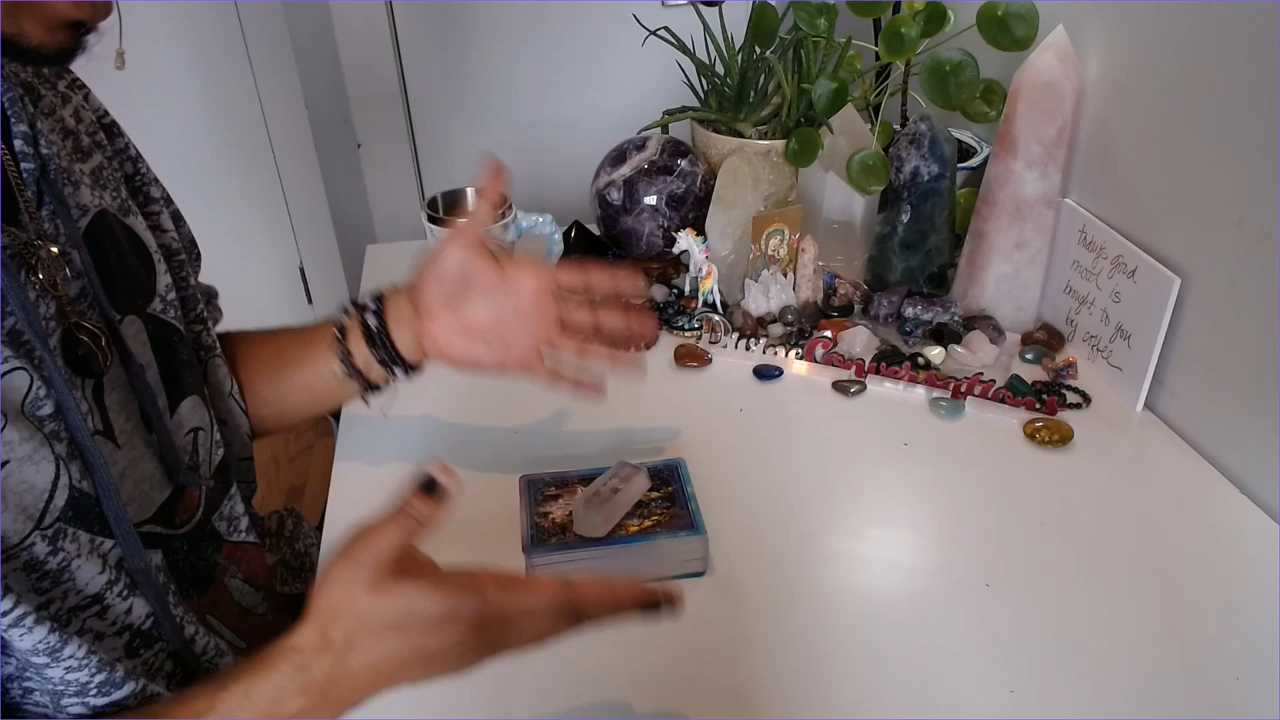 Divine Conversations
today's good
mood is
brought to you
by coffee